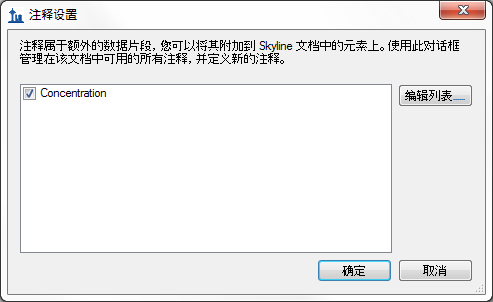 注释设置
注释属于额外的数据片段, 您可以将其附加到 Skyline 文档中的元素上。使用此对话框
管理在该文档中可用的所有注释, 并定义新的注释。
Concentration
编辑列表......
确定
取消